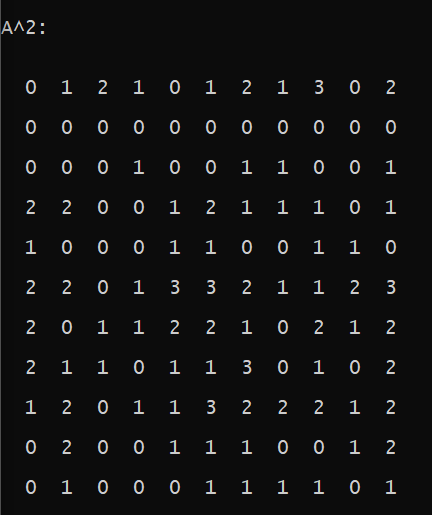 A^2:
0 1 2 1 0 1 2 1 3 0 2
0 0 0 0 0 0 0 0 0 0 0
0 0 0 1 0 0 1 1 0 0 1
2 2 0 0 1 2 1 1 1 0 1
1 0 0 0 1 1 0 0 1 1 0
2 2 0 1 3 3 2 1 1 2 3
2 0 1 1 2 2 1 0 2 1 2
2 1 1 0 1 1 3 0 1 0 2
1 2 0 1 1 3 2 2 2 1 2
0 2 0 0 1 1 1 0 0 1 2
0 1 0 0 0 1 1 1 1 0 1